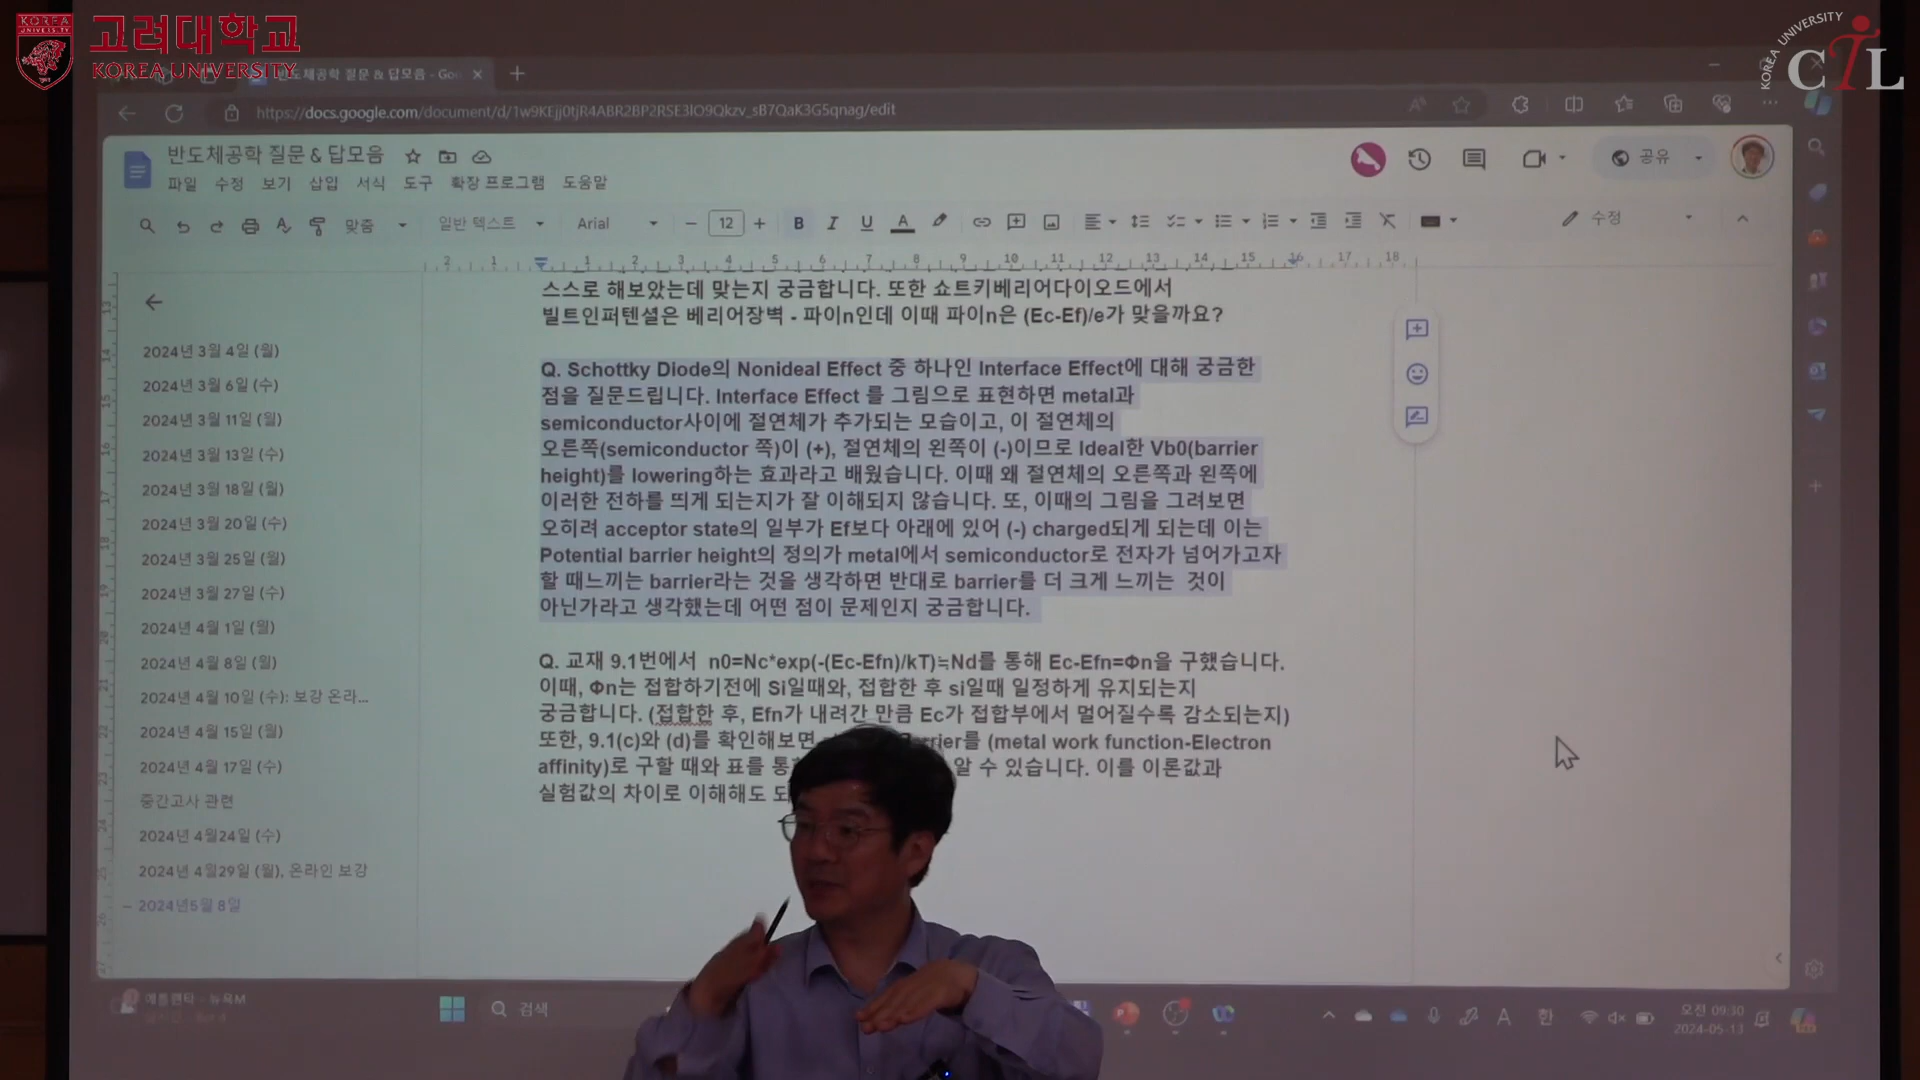 고려대학교
KOREA UNIVERSITY
KOREA UNIVERSITY
CTL
반도체공학 질문 & 답모음 - Go
https://docs.google.com/document/d/1w9KEjj0tjR4ABR2BP2RSE3lO9Qkzv_sB7QaK3G5qnag/edit
반도체공학 질문 & 답모음
공유
파일 수정 보기 삽입 서식 도구 확장 프로그램 도움말
맞춤 일반 텍스트 Arial 12 B I U A 수정
2 1 1 2 3 4 5 6 7 8 9 10 11 12 13 14 15 16 17 18
스스로 해보았는데 맞는지 궁금합니다. 또한 쇼트키베리어다이오드에서
빌트인퍼텐셜은 베리어장벽 - 파이n인데 이때 파이n은 (Ec-Ef)/e가 맞을까요?
Q. Schottky Diode의 Nonideal Effect 중 하나인 Interface Effect에 대해 궁금한
점을 질문드립니다. Interface Effect 를 그림으로 표현하면 metal과
semiconductor사이에 절연체가 추가되는 모습이고, 이 절연체의
오른쪽(semiconductor 쪽)이 (+), 절연체의 왼쪽이 (-)이므로 Ideal한 Vb0(barrier
height)를 lowering하는 효과라고 배웠습니다. 이때 왜 절연체의 오른쪽과 왼쪽에
이러한 전하를 띄게 되는지가 잘 이해되지 않습니다. 또, 이때의 그림을 그려보면
오히려 acceptor state의 일부가 Ef보다 아래에 있어 (-) charged되게 되는데 이는
Potential barrier height의 정의가 metal에서 semiconductor로 전자가 넘어가고자
할 때느끼는 barrier라는 것을 생각하면 반대로 barrier를 더 크게 느끼는 것이
아닌가라고 생각했는데 어떤 점이 문제인지 궁금합니다.
Q. 교재 9.1번에서 n0=Nc*exp(-(Ec-Efn)/kT)≒Nd를 통해 Ec-Efn=Φn을 구했습니다.
이때, Φn는 접합하기전에 Si일때와, 접합한 후 si일때 일정하게 유지되는지
궁금합니다. (접합한 후, Efn가 내려간 만큼 Ec가 접합부에서 멀어질수록 감소되는지)
또한, 9.1(c)와 (d)를 확인해보면 를 (metal work function-Electron
affinity)로 구할 때와 표를 알 수 있습니다. 이를 이론값과
실험값의 차이로 이해해도
2024년 3월 4일 (월)
2024년 3월 6일 (수)
2024년 3월 11일 (월)
2024년 3월 13일 (수)
2024년 3월 18일 (월)
2024년 3월 20일 (수)
2024년 3월 25일 (월)
2024년 3월 27일 (수)
2024년 4월 1일 (월)
2024년 4월 8일 (월)
2024년 4월 10일 (수): 보강 온라...
2024년 4월 15일 (월)
2024년 4월 17일 (수)
중간고사 관련
2024년 4월24일 (수)
2024년 4월29일 (월), 온라인 보강
2024년5월 8일
검색
A 한
오전 09:30
2024-05-13